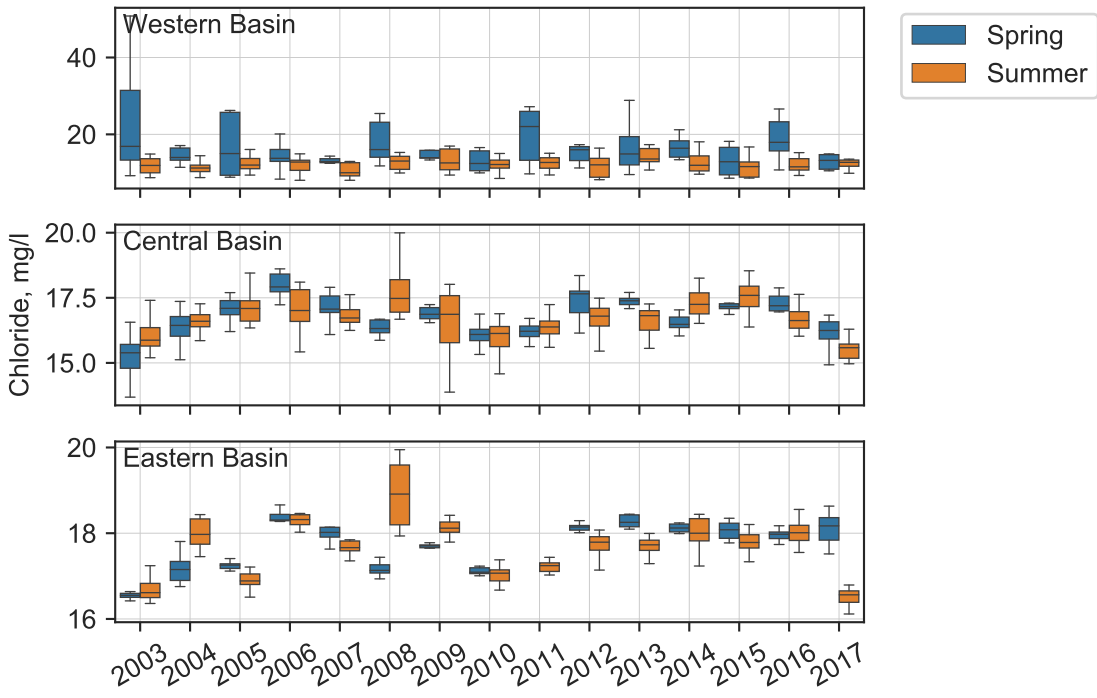 Western Basin
40
20
Spring
Summer
Chloride, mg/l
Central Basin
20.0
17.5
15.0
Eastern Basin
20
18
16
2003 2004 2005 2006 2007 2008 2009 2010 2011 2012 2013 2014 2015 2016 2017